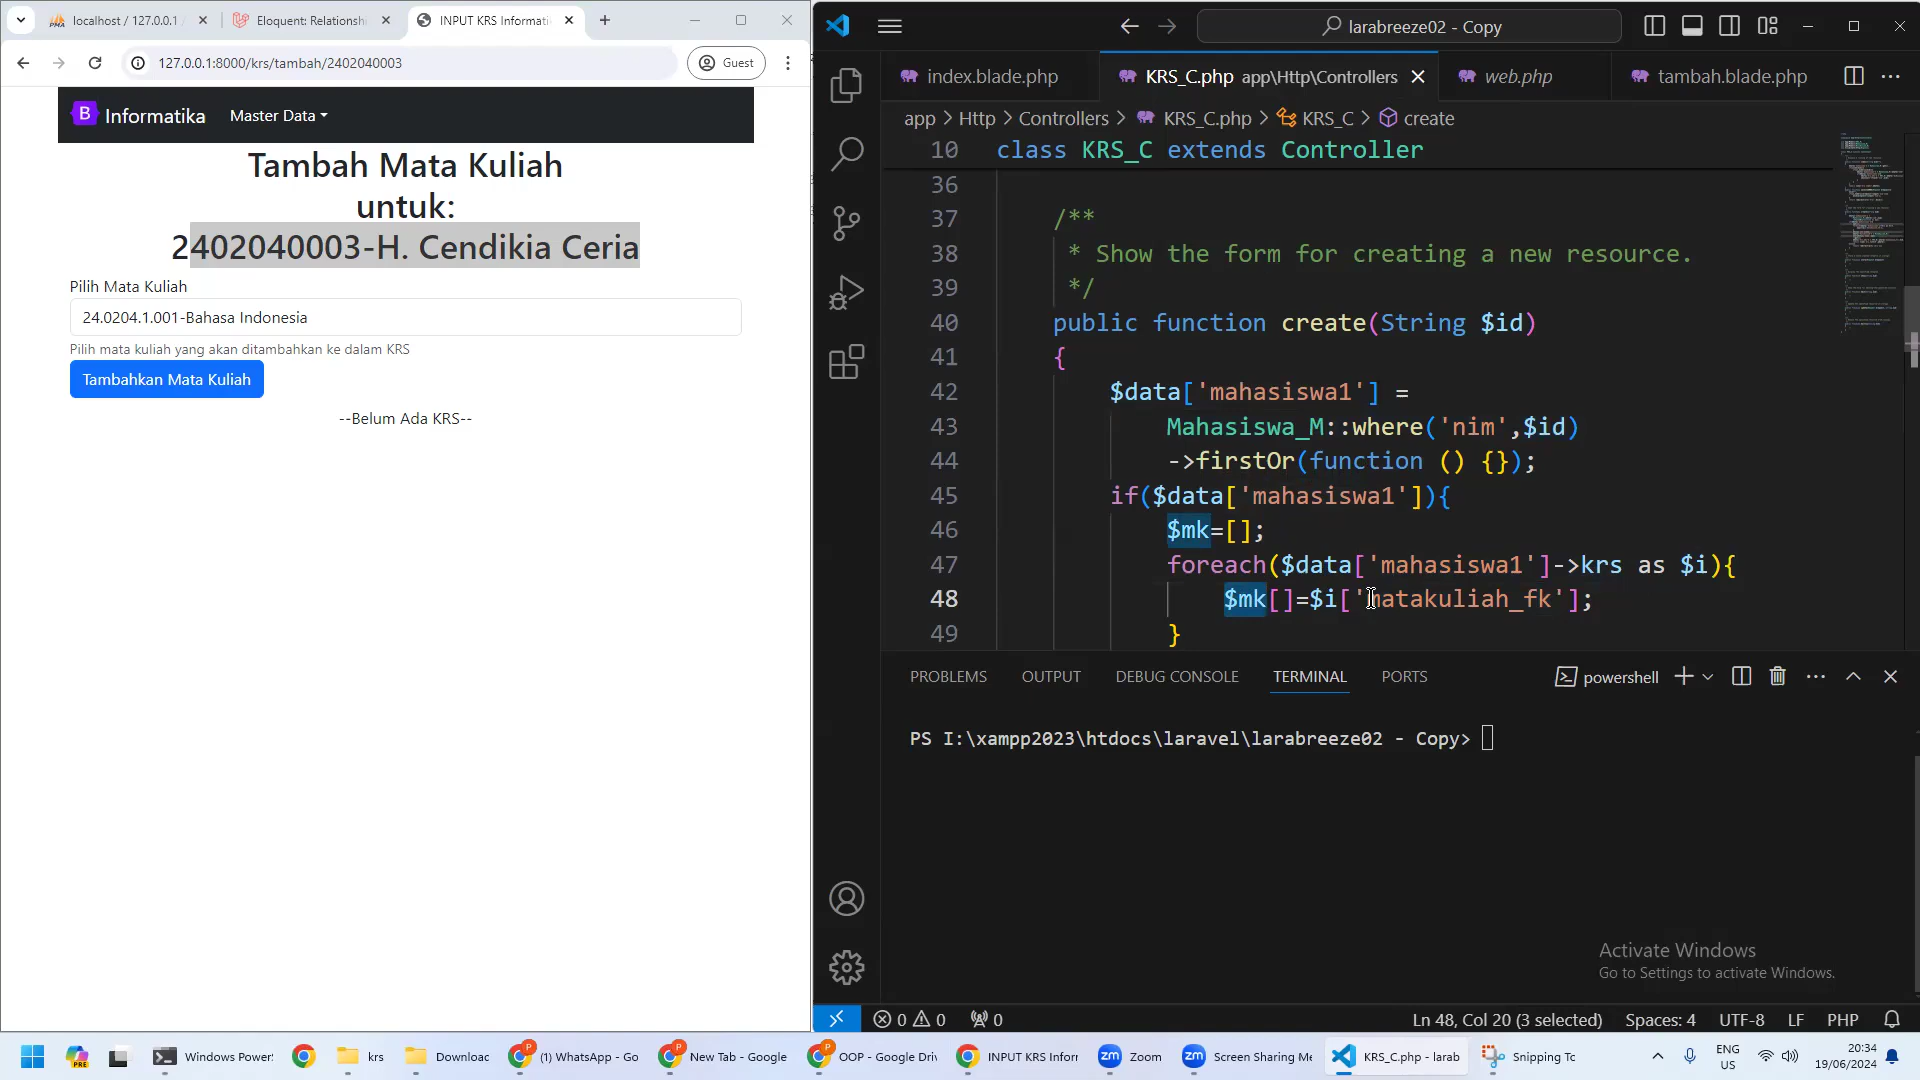 localhost / 127.0.0.1
Eloquent: Relationshi
INPUT KRS Informati
127.0.0.1:8000/krs/tambah/2402040003
Guest
B Informatika
Master Data
Tambah Mata Kuliah
untuk:
2402040003-H. Cendikia Ceria
Pilih Mata Kuliah
24.0204.1.001-Bahasa Indonesia
Pilih mata kuliah yang akan ditambahkan ke dalam KRS
Tambahkan Mata Kuliah
--Belum Ada KRS--
larabreeze02 - Copy
index.blade.php
KRS_C.php app\Http\Controllers
web.php
tambah.blade.php
app > Http > Controllers > KRS_C.php > KRS_C > create
10 class KRS_C extends Controller
36
37 /**
38 * Show the form for creating a new resource.
39 */
40 public function create(String $id)
41 {
42 $data['mahasiswa1'] =
43 Mahasiswa_M::where('nim',$id)
44 ->firstOr(function () {});
45 if($data['mahasiswa1']){
46 $mk=[];
47 foreach($data['mahasiswa1']->krs as $i){
48 $mk[]=$i['matakuliah_fk'];
49 }
PROBLEMS OUTPUT DEBUG CONSOLE TERMINAL PORTS
powershell
PS I:\xampp2023\htdocs\laravel\larabreeze02 - Copy>
Activate Windows
Go to Settings to activate Windows.
0 0 0
Ln 48, Col 20 (3 selected)
Spaces: 4
UTF-8
LF
PHP
Windows Power
krs
Downloac
(1) WhatsApp - Go
New Tab - Google
OOP - Google Driv
INPUT KRS Inform
Zoom
Screen Sharing Me
KRS_C.php - larab
Snipping Tc
ENG
US
20:34
19/06/2024